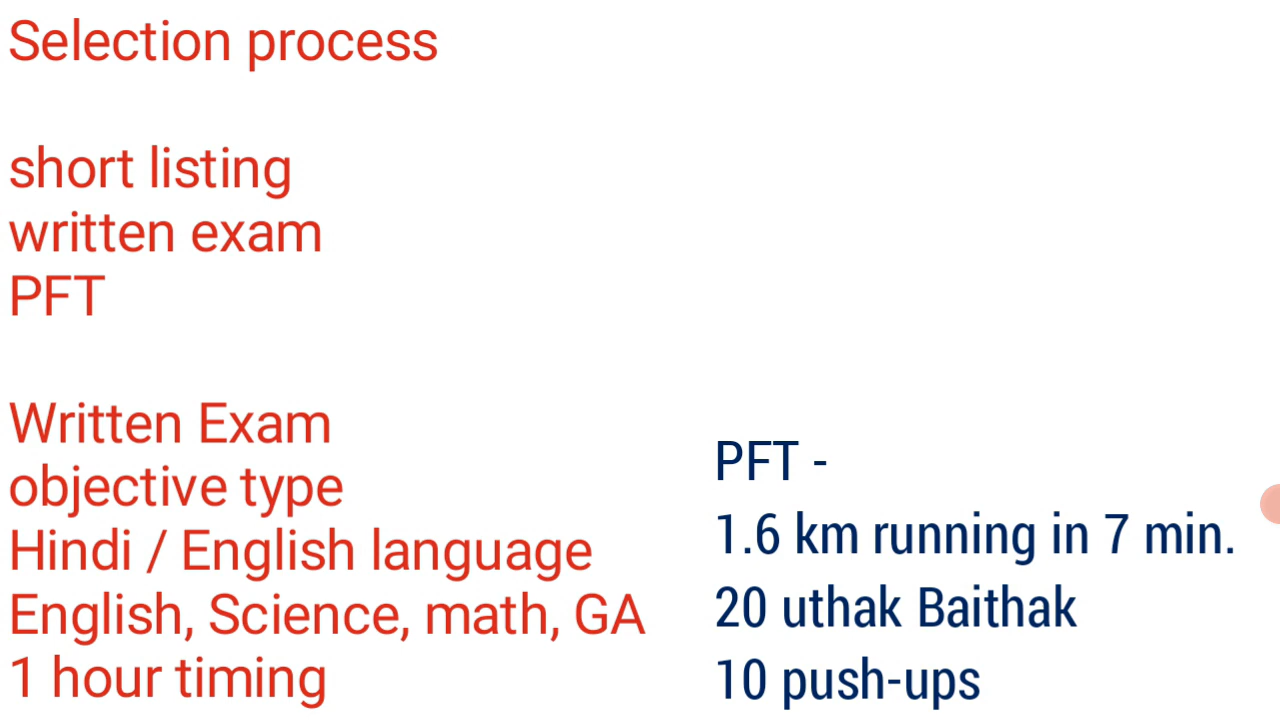 Selection process
short listing
written exam
PFT
Written Exam
objective type
Hindi / English language
English, Science, math, GA
1 hour timing
PFT -
1.6 km running in 7 min.
20 uthak Baithak
10 push-ups